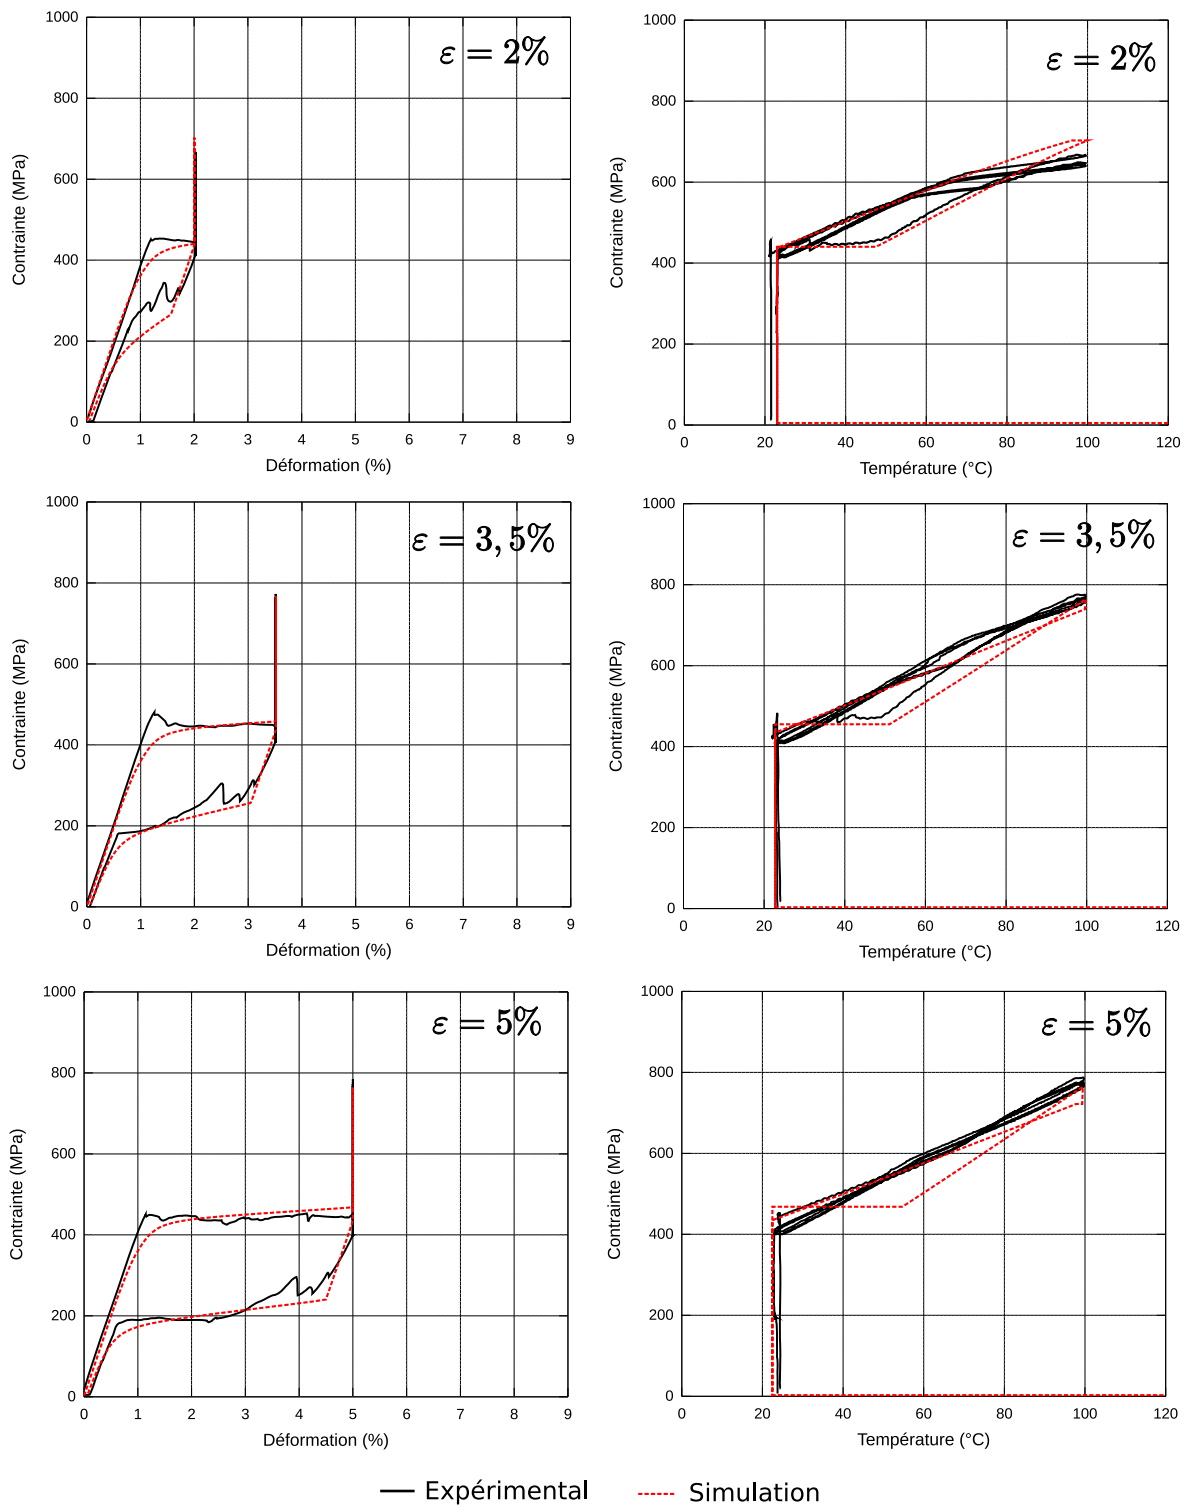 1000
800
600
400
200
0
Contrainte (MPa)
0 1 2 3 4 5 6 7 8 9
Déformation (%)
ε = 2%
1000
800
600
400
200
0
Contrainte (MPa)
0 20 40 60 80 100 120
Température (°C)
ε = 2%
1000
800
600
400
200
0
Contrainte (MPa)
0 1 2 3 4 5 6 7 8 9
Déformation (%)
ε = 3, 5%
1000
800
600
400
200
0
Contrainte (MPa)
0 20 40 60 80 100 120
Température (°C)
ε = 3, 5%
1000
800
600
400
200
0
Contrainte (MPa)
0 1 2 3 4 5 6 7 8 9
Déformation (%)
ε = 5%
1000
800
600
400
200
0
Contrainte (MPa)
0 20 40 60 80 100 120
Température (°C)
ε = 5%
Expérimental
Simulation